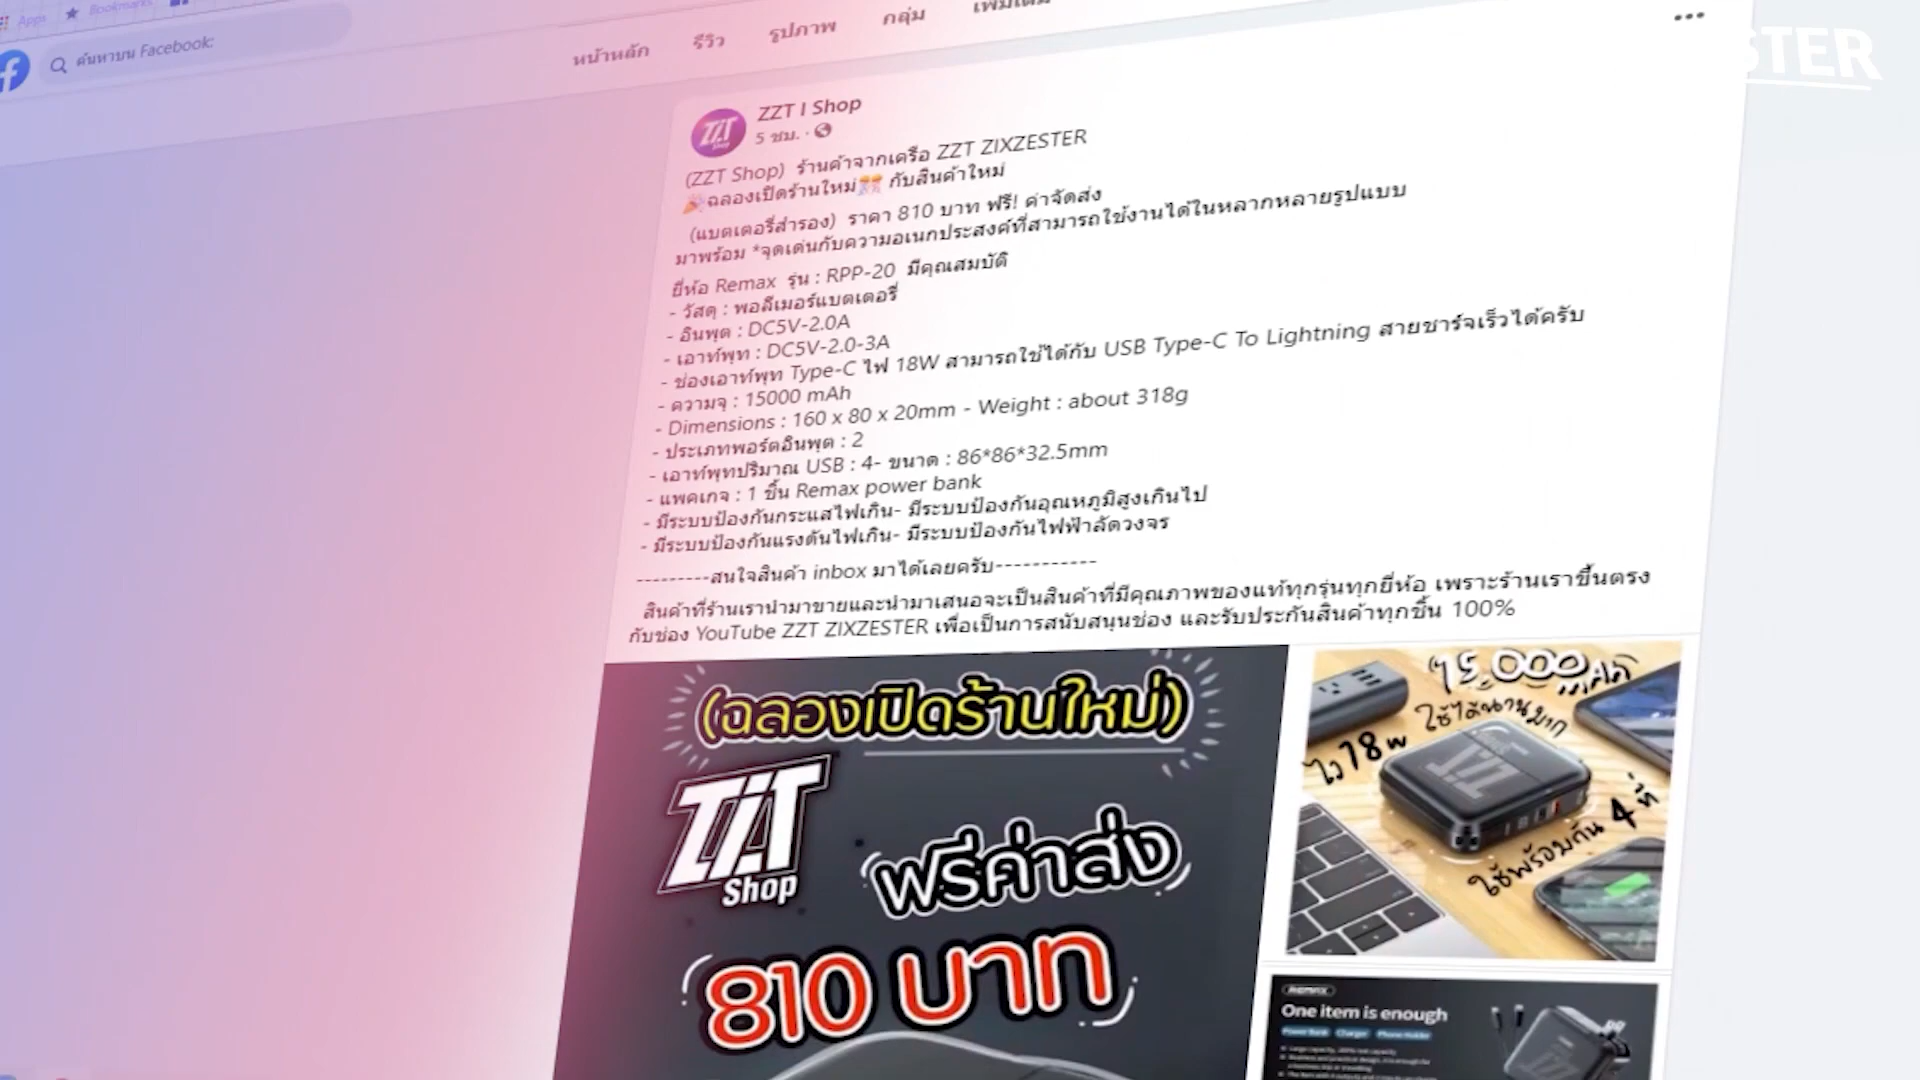 Apps
Bookmarks
ค้นหาบน Facebook:
หน้าหลัก
รีวิว
รูปภาพ
กลุ่ม
เพิ่มเติม
STER
ZZT l Shop
5 ชม.
(ZZT Shop) ร้านค้าจากเครือ ZZT ZIXZESTER
🎉ฉลองเปิดร้านใหม่🎊 กับสินค้าใหม่
(แบตเตอรี่สำรอง) ราคา 810 บาท ฟรี! ค่าจัดส่ง
มาพร้อม *จุดเด่นกับความอเนกประสงค์ที่สามารถใช้งานได้ในหลากหลายรูปแบบ
ยี่ห้อ Remax รุ่น : RPP-20 มีคุณสมบัติ
- วัสดุ : พอลิเมอร์แบตเตอรี่
- อินพุต : DC5V-2.0A
- เอาท์พุท : DC5V-2.0-3A
- ช่องเอาท์พุท Type-C ไฟ 18W สามารถใช้ได้กับ USB Type-C To Lightning สายชาร์จเร็วได้ครับ
- ความจุ : 15000 mAh
- Dimensions : 160 x 80 x 20mm - Weight : about 318g
- ประเภทพอร์ตอินพุต : 2
- เอาท์พุทปริมาณ USB : 4- ขนาด : 86*86*32.5mm
- แพคเกจ : 1 ชิ้น Remax power bank
- มีระบบป้องกันกระแสไฟเกิน- มีระบบป้องกันอุณหภูมิสูงเกินไป
- มีระบบป้องกันแรงดันไฟเกิน- มีระบบป้องกันไฟฟ้าลัดวงจร
---------สนใจสินค้า inbox มาได้เลยครับ-----------
สินค้าที่ร้านเรานำมาขายและนำมาเสนอจะเป็นสินค้าที่มีคุณภาพของแท้ทุกรุ่นทุกยี่ห้อ เพราะร้านเราขึ้นตรง
กับช่อง YouTube ZZT ZIXZESTER เพื่อเป็นการสนับสนุนช่อง และรับประกันสินค้าทุกชิ้น 100%
(ฉลองเปิดร้านใหม่)
ZZT
Shop
ฟรีค่าส่ง
810 บาท
15,000 mAh
ใช้ได้นานมาก
ไว 18w
ใช้พร้อมกัน 4 ที่
REMAX
One item is enough
Power Bank
Charger
Phone Holder